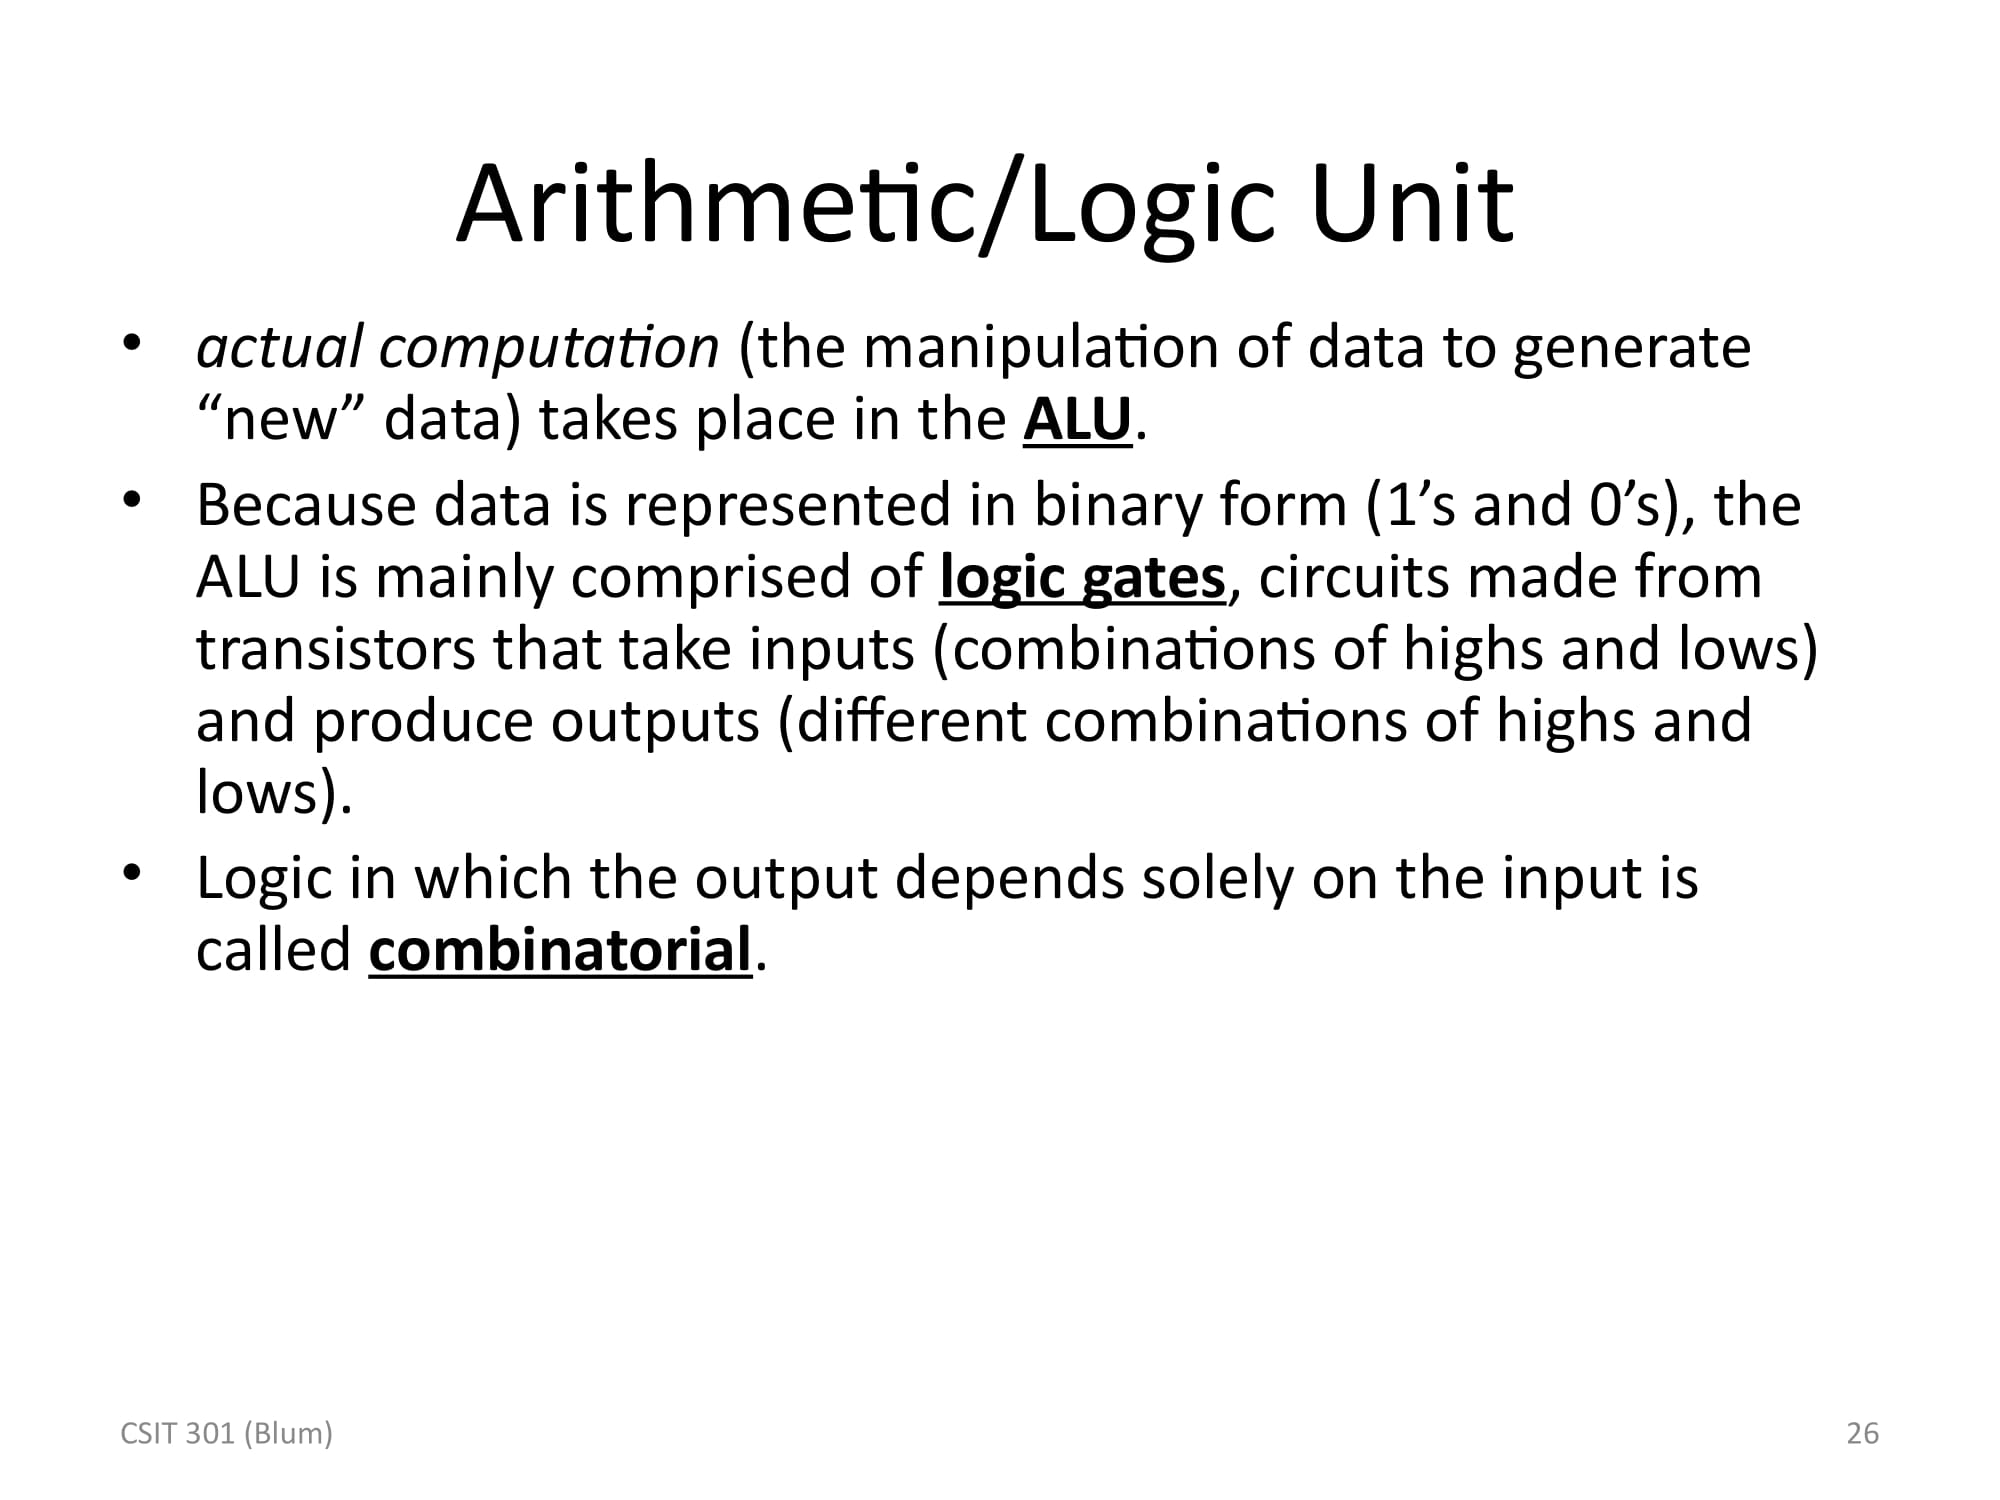 Arithmetic/Logic Unit
• actual computation (the manipulation of data to generate
“new” data) takes place in the ALU.
• Because data is represented in binary form (1’s and 0’s), the
ALU is mainly comprised of logic gates, circuits made from
transistors that take inputs (combinations of highs and lows)
and produce outputs (different combinations of highs and
lows).
• Logic in which the output depends solely on the input is
called combinatorial.
CSIT 301 (Blum)
26